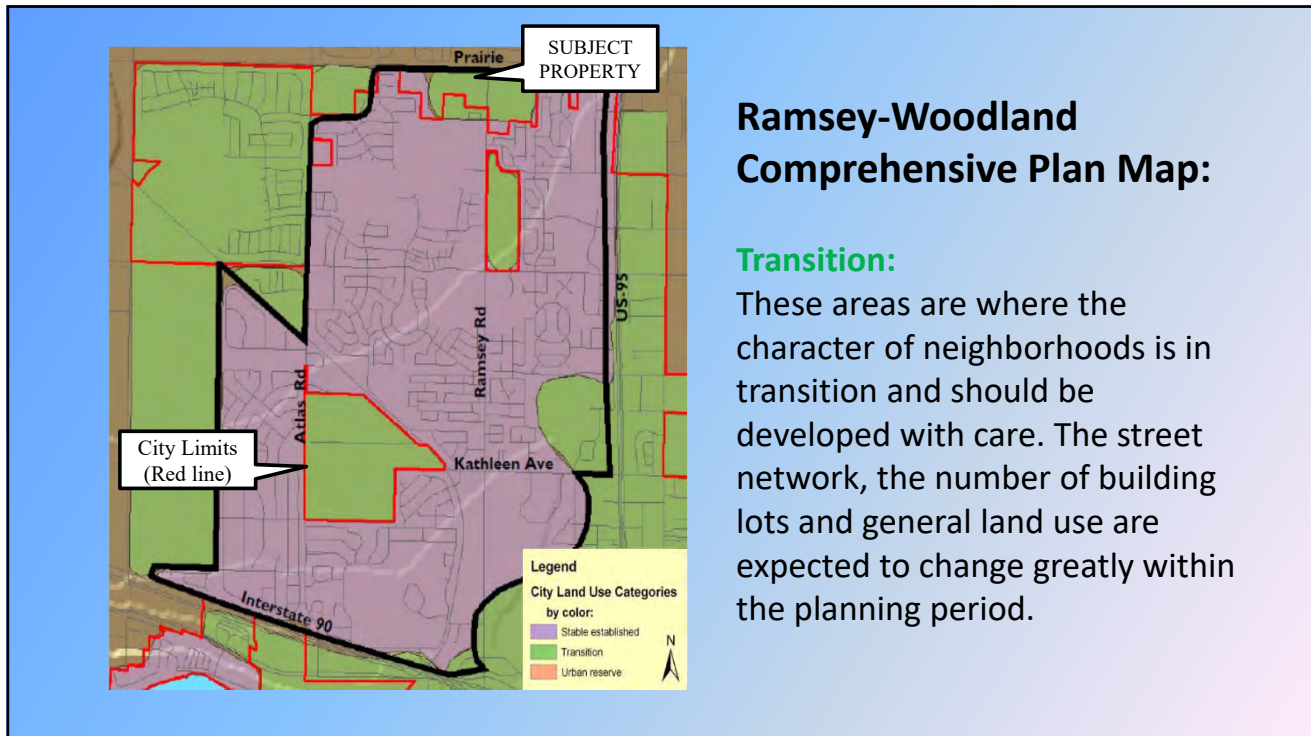 Prairie
SUBJECT
PROPERTY
US-95
Ramsey Rd
Atlas Rd
City Limits
(Red line)
Kathleen Ave
Interstate 90
Legend
City Land Use Categories
by color:
Stable established
Transition
Urban reserve
N
Ramsey-Woodland
Comprehensive Plan Map:
Transition:
These areas are where the
character of neighborhoods is in
transition and should be
developed with care. The street
network, the number of building
lots and general land use are
expected to change greatly within
the planning period.